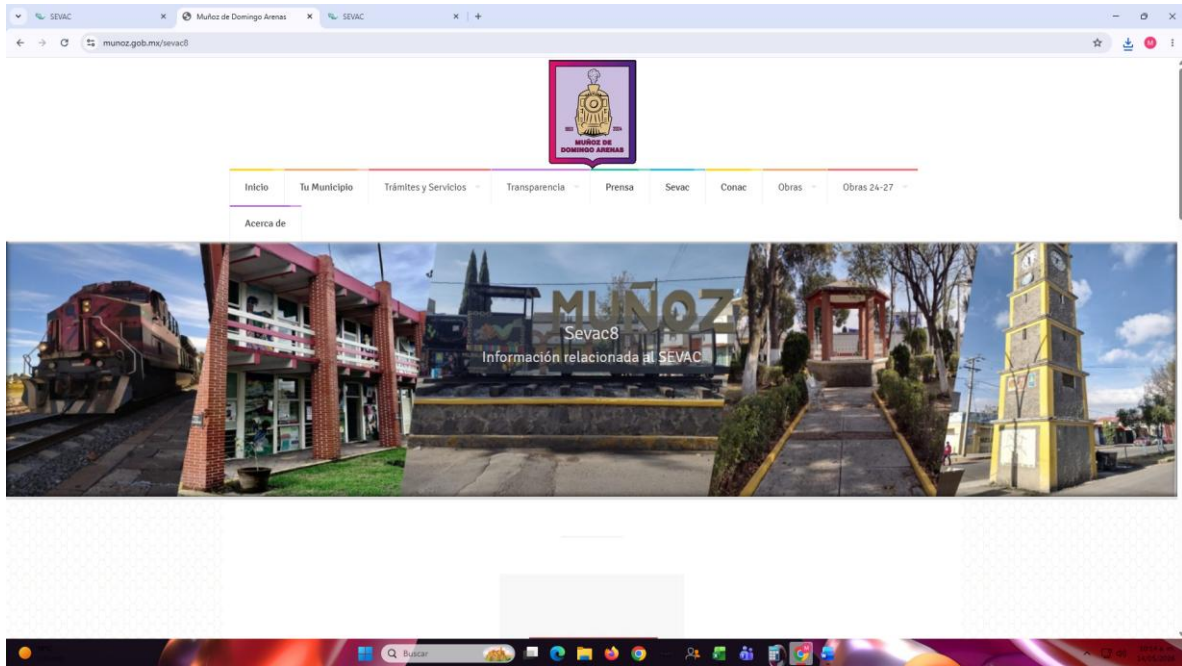 SEVAC
Muñoz de Domingo Arenas
SEVAC
munoz.gob.mx/sevac8
M
MUÑOZ DE
DOMINGO ARENAS
Inicio
Tu Municipio
Trámites y Servicios
Transparencia
Prensa
Sevac
Conac
Obras
Obras 24-27
Acerca de
MUÑOZ
Sevac8
Información relacionada al SEVAC
Buscar